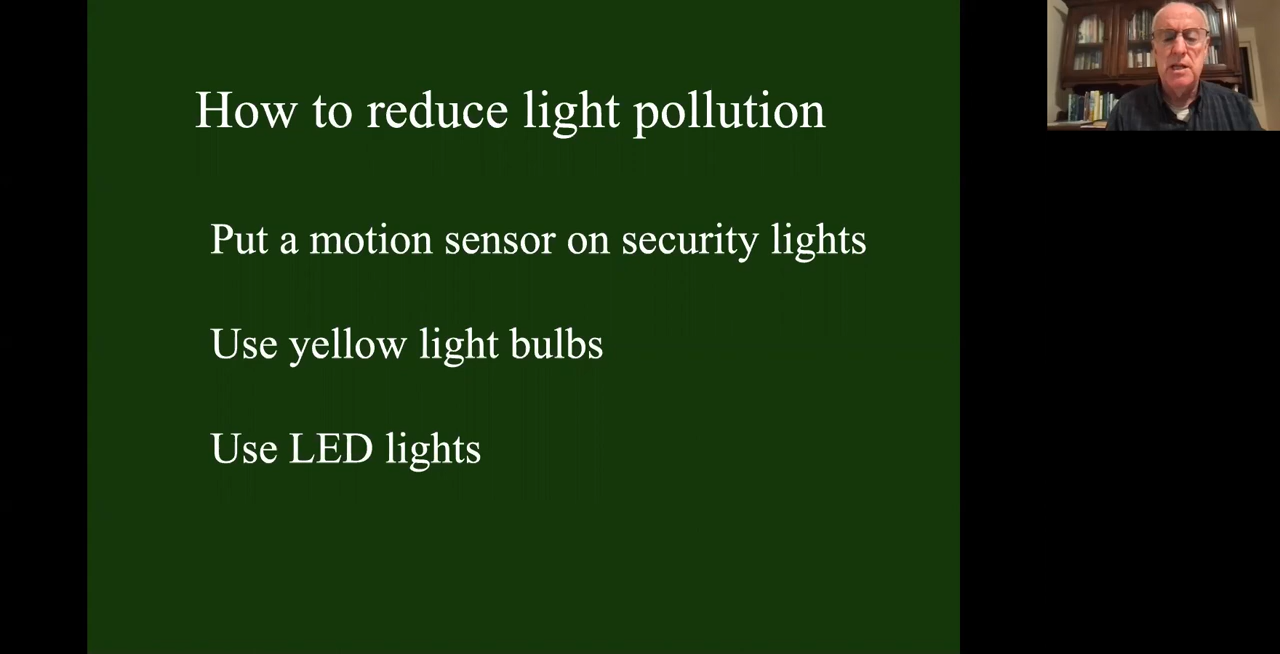 How to reduce light pollution
Put a motion sensor on security lights
Use yellow light bulbs
Use LED lights